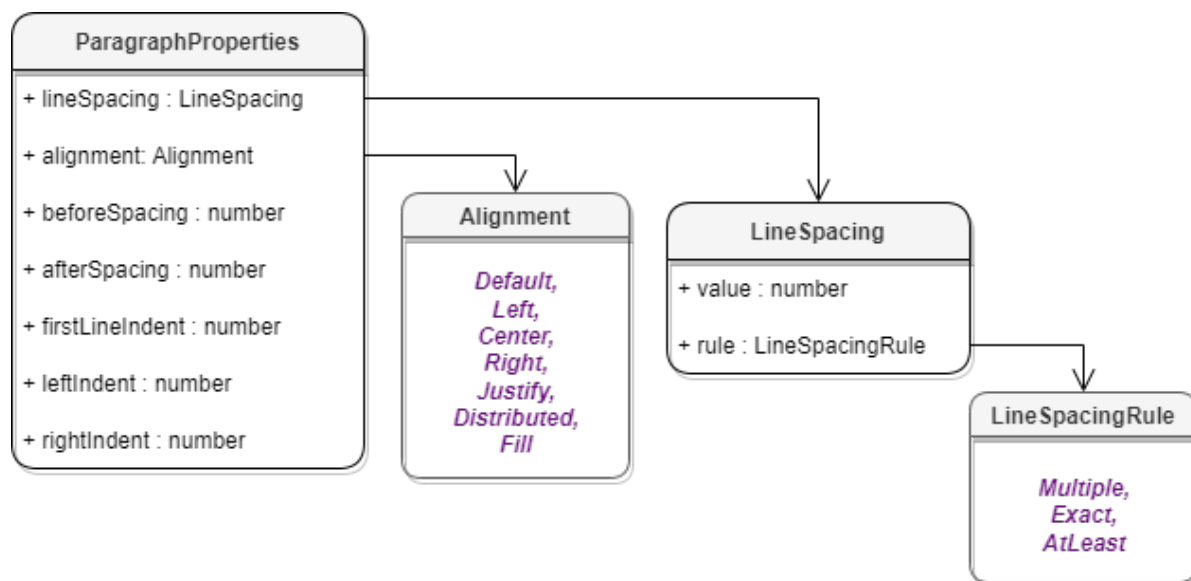 ParagraphProperties
+ lineSpacing : LineSpacing
+ alignment: Alignment
+ beforeSpacing : number
+ afterSpacing : number
+ firstLineIndent : number
+ leftIndent : number
+ rightIndent : number
Alignment
Default,
Left,
Center,
Right,
Justify,
Distributed,
Fill
LineSpacing
+ value : number
+ rule : LineSpacingRule
LineSpacingRule
Multiple,
Exact,
AtLeast